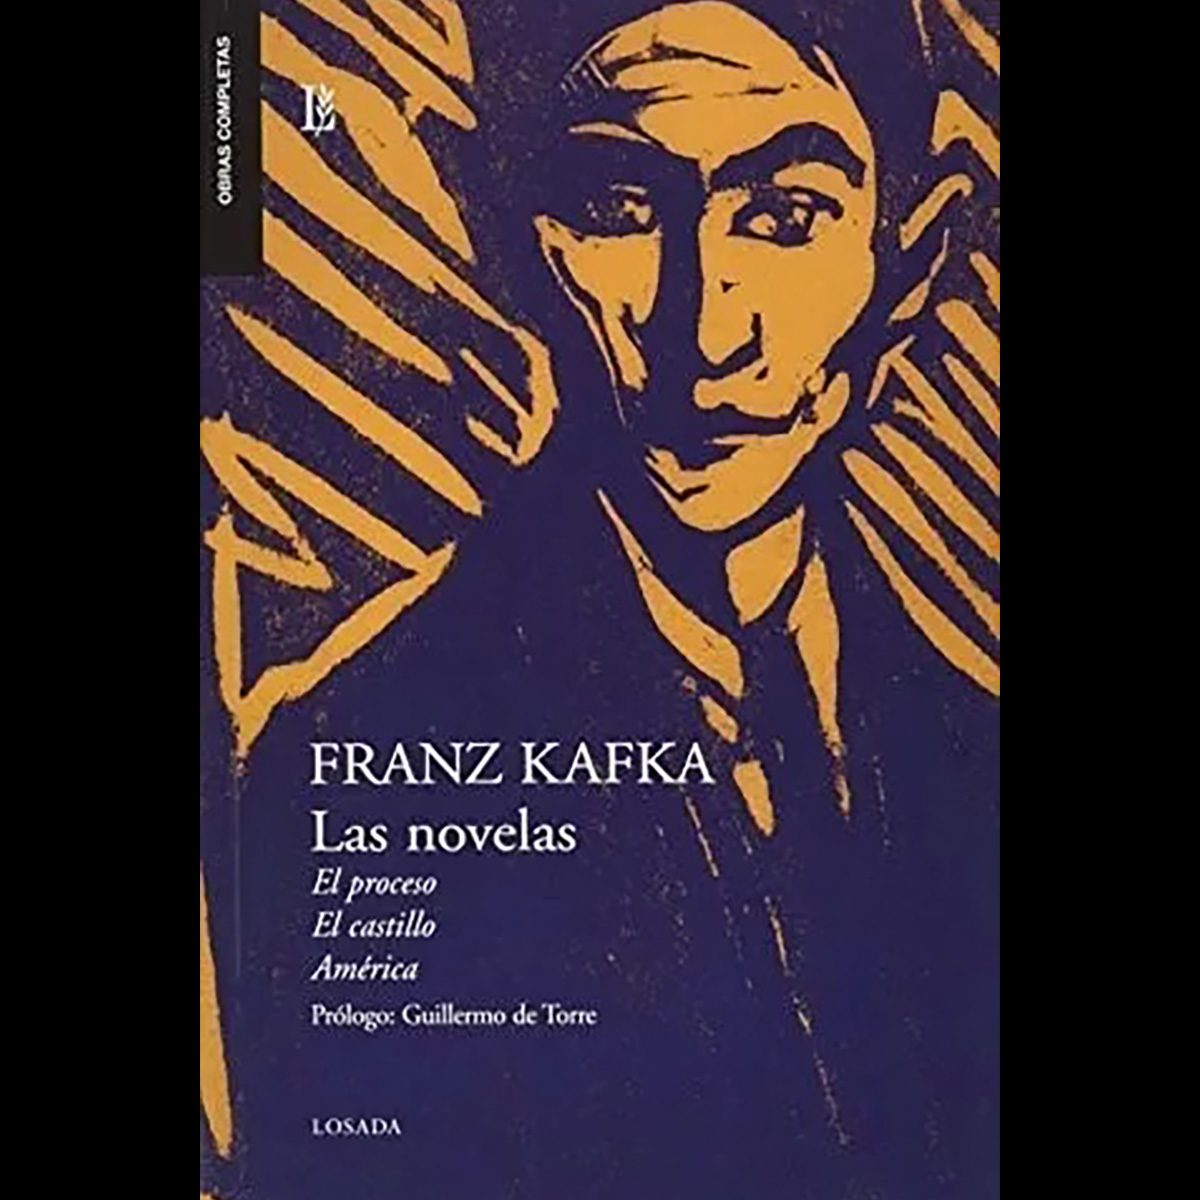 OBRAS COMPLETAS
L
FRANZ KAFKA
Las novelas
El proceso
El castillo
América
Prólogo: Guillermo de Torre
LOSADA